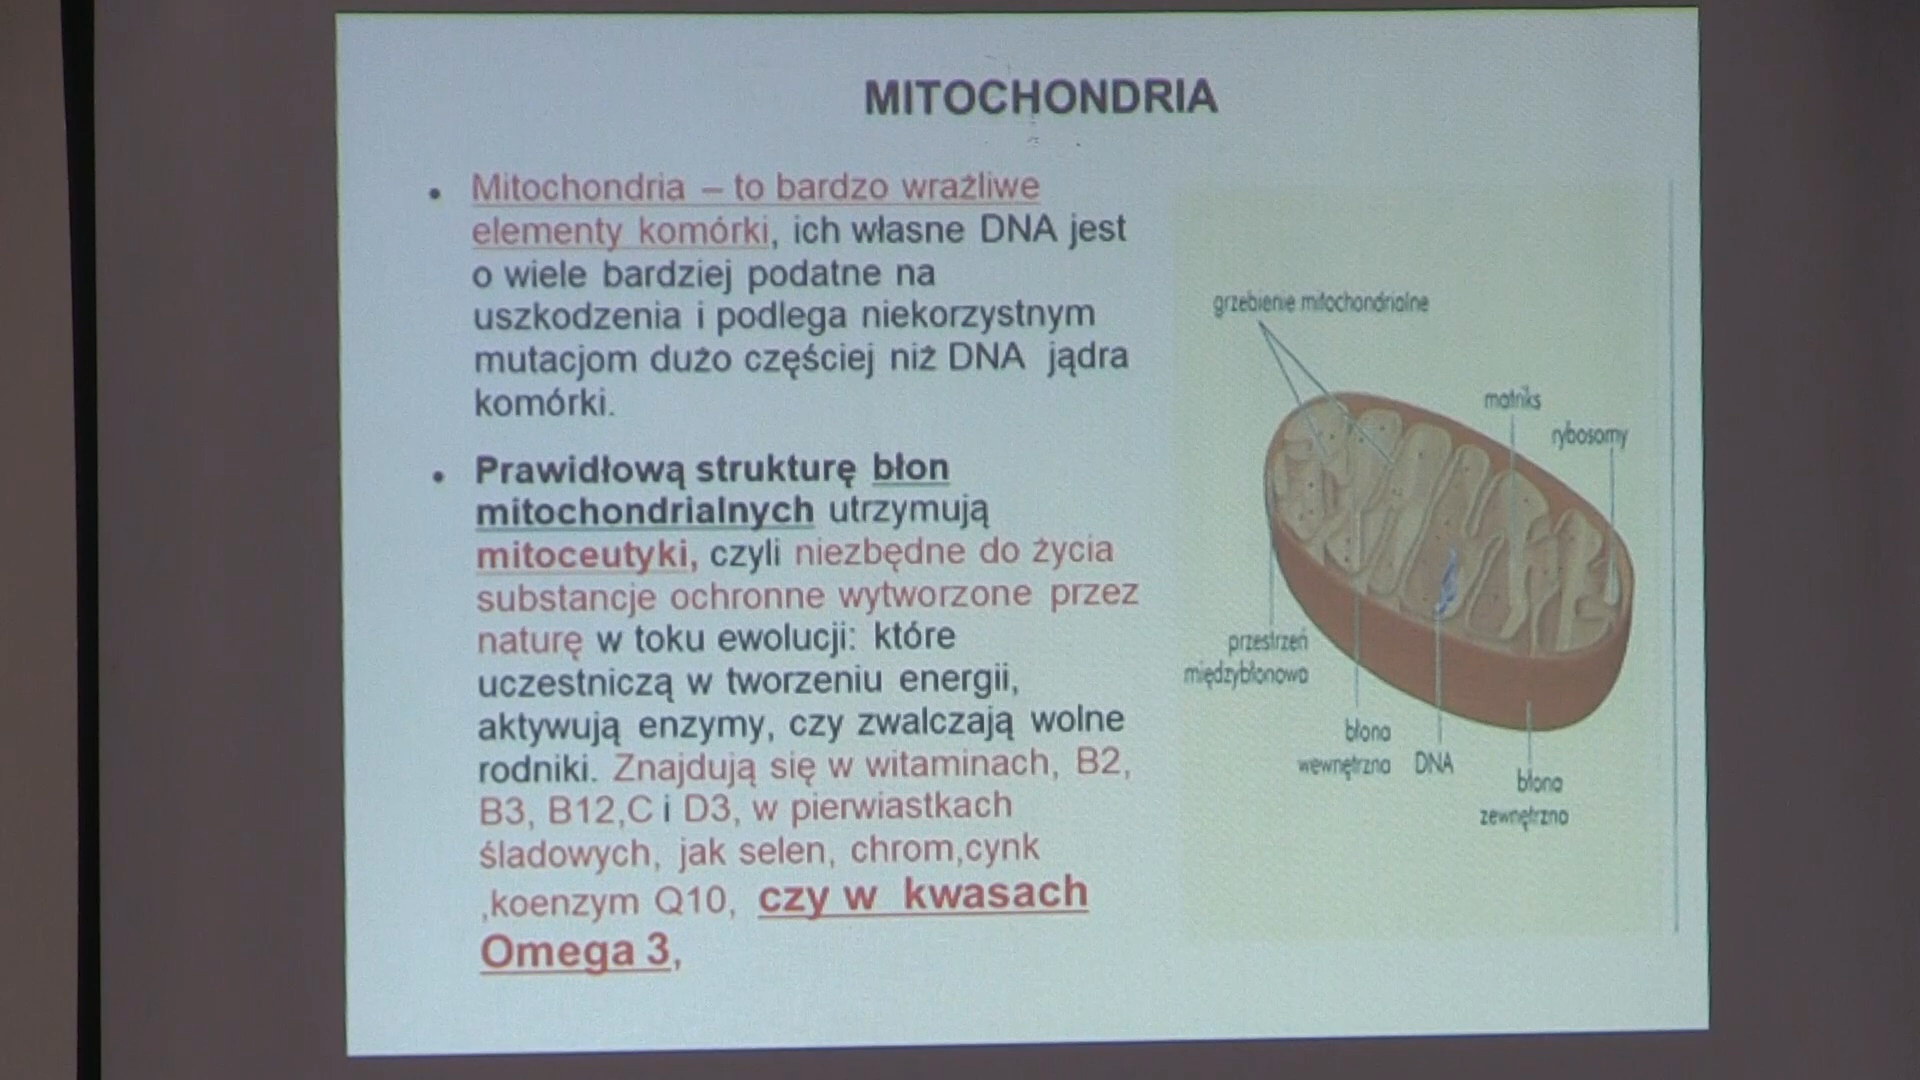 MITOCHONDRIA
• Mitochondria – to bardzo wrażliwe
elementy komórki, ich własne DNA jest
o wiele bardziej podatne na
uszkodzenia i podlega niekorzystnym
mutacjom dużo częściej niż DNA jądra
komórki.
• Prawidłową strukturę błon
mitochondrialnych utrzymują
mitoceutyki, czyli niezbędne do życia
substancje ochronne wytworzone przez
naturę w toku ewolucji: które
uczestniczą w tworzeniu energii,
aktywują enzymy, czy zwalczają wolne
rodniki. Znajdują się w witaminach, B2,
B3, B12,C i D3, w pierwiastkach
śladowych, jak selen, chrom,cynk
,koenzym Q10, czy w kwasach
Omega 3,
grzebienie mitochondrialne
matriks
rybosomy
przestrzeń
międzybłonowa
błona
wewnętrzna
DNA
błona
zewnętrzna